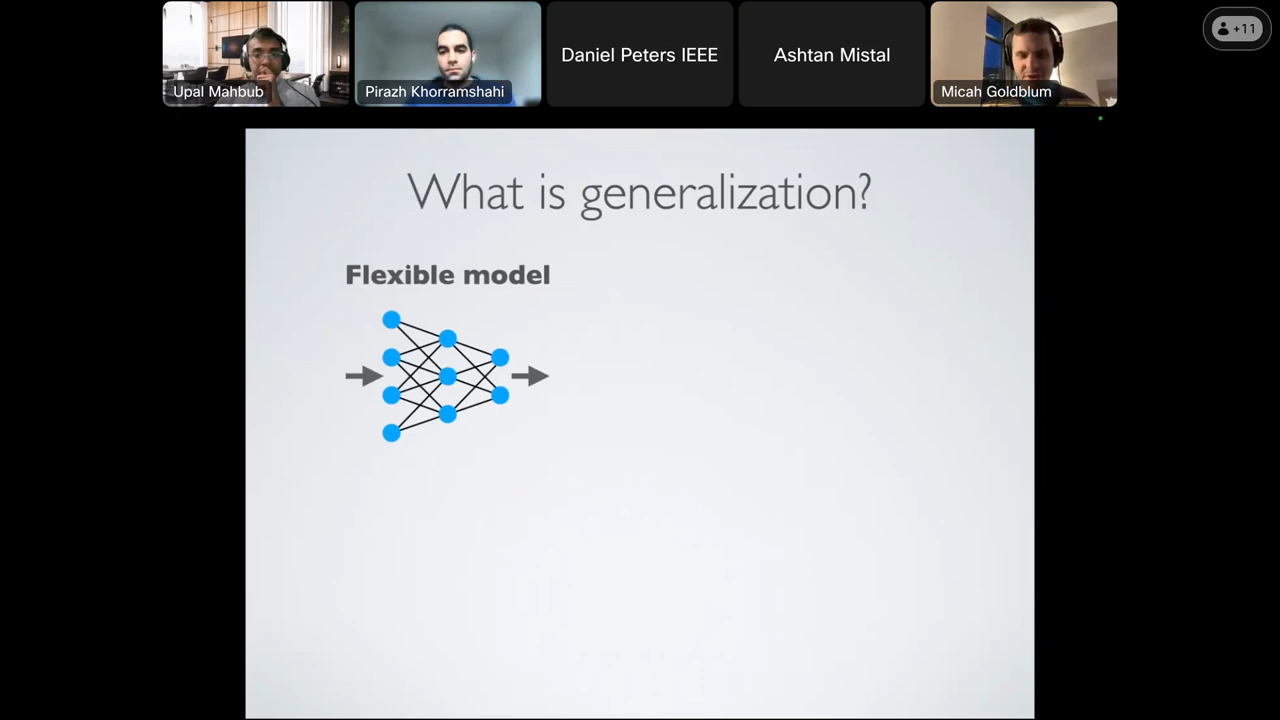 Upal Mahbub
Pirazh Khorramshahi
Daniel Peters IEEE
Ashtan Mistal
Micah Goldblum
+11
What is generalization?
Flexible model